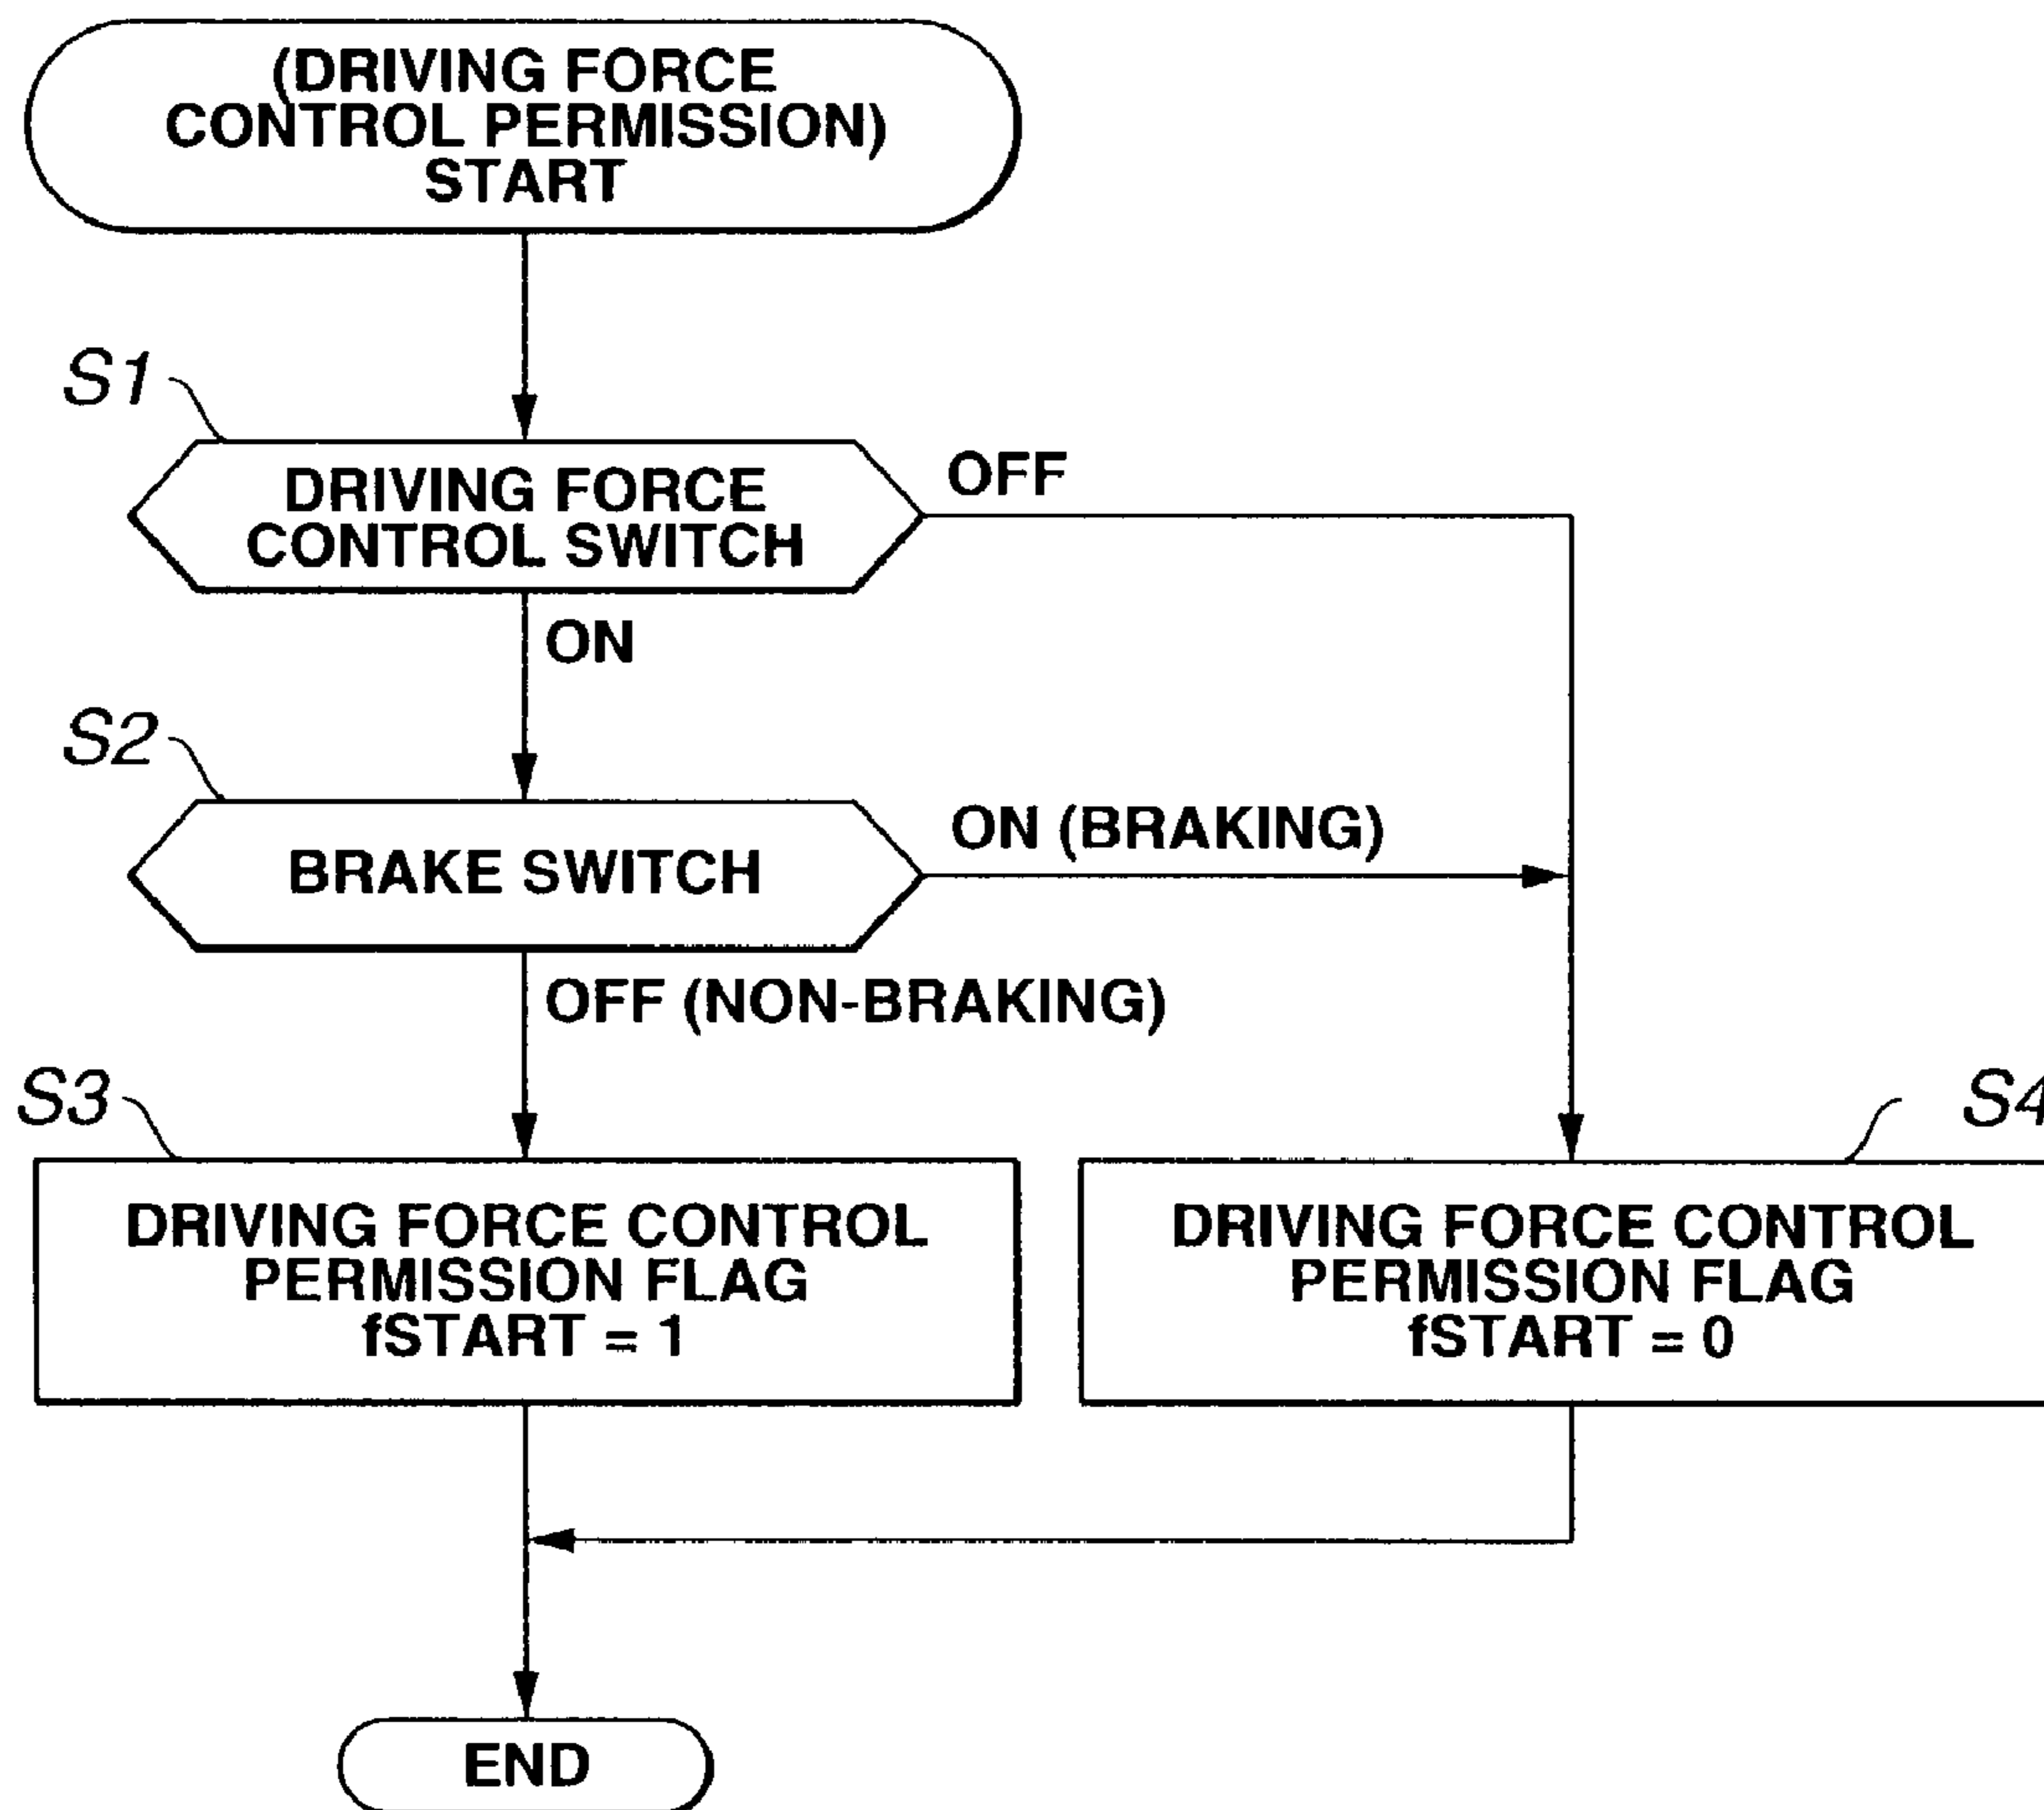 (DRIVING FORCE
CONTROL PERMISSION)
START
S1
DRIVING FORCE
CONTROL SWITCH
OFF
ON
S2
BRAKE SWITCH
ON (BRAKING)
OFF (NON-BRAKING)
S3
DRIVING FORCE CONTROL
PERMISSION FLAG
fSTART = 1
S4
DRIVING FORCE CONTROL
PERMISSION FLAG
fSTART = 0
END